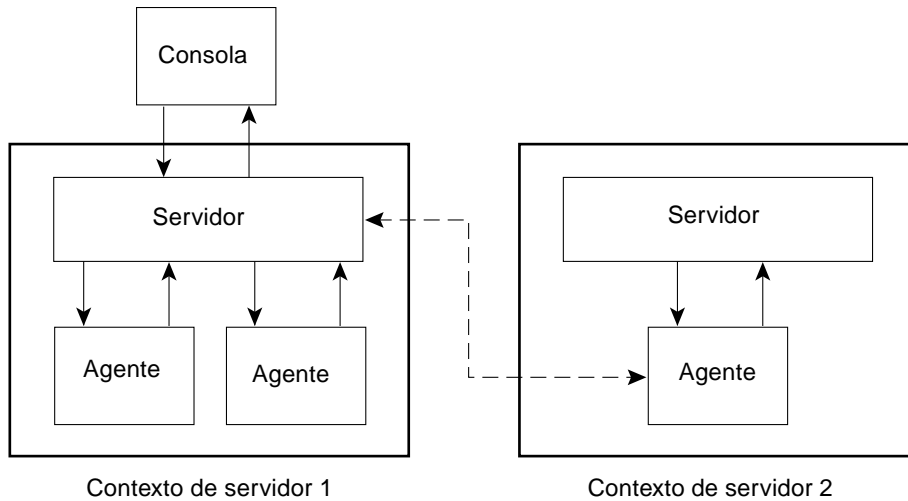 Consola
Servidor
Servidor
Agente
Agente
Agente
Contexto de servidor 1
Contexto de servidor 2